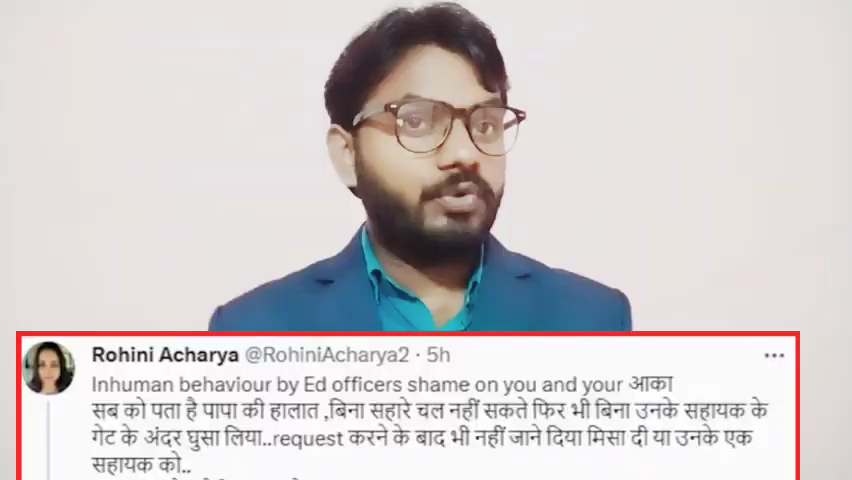 Rohini Acharya @RohiniAcharya2 · 5h
Inhuman behaviour by Ed officers shame on you and your आका
सब को पता है पापा की हालात ,बिना सहारे चल नहीं सकते फिर भी बिना उनके सहायक के
गेट के अंदर घुसा लिया..request करने के बाद भी नहीं जाने दिया मिसा दी या उनके एक
सहायक को..